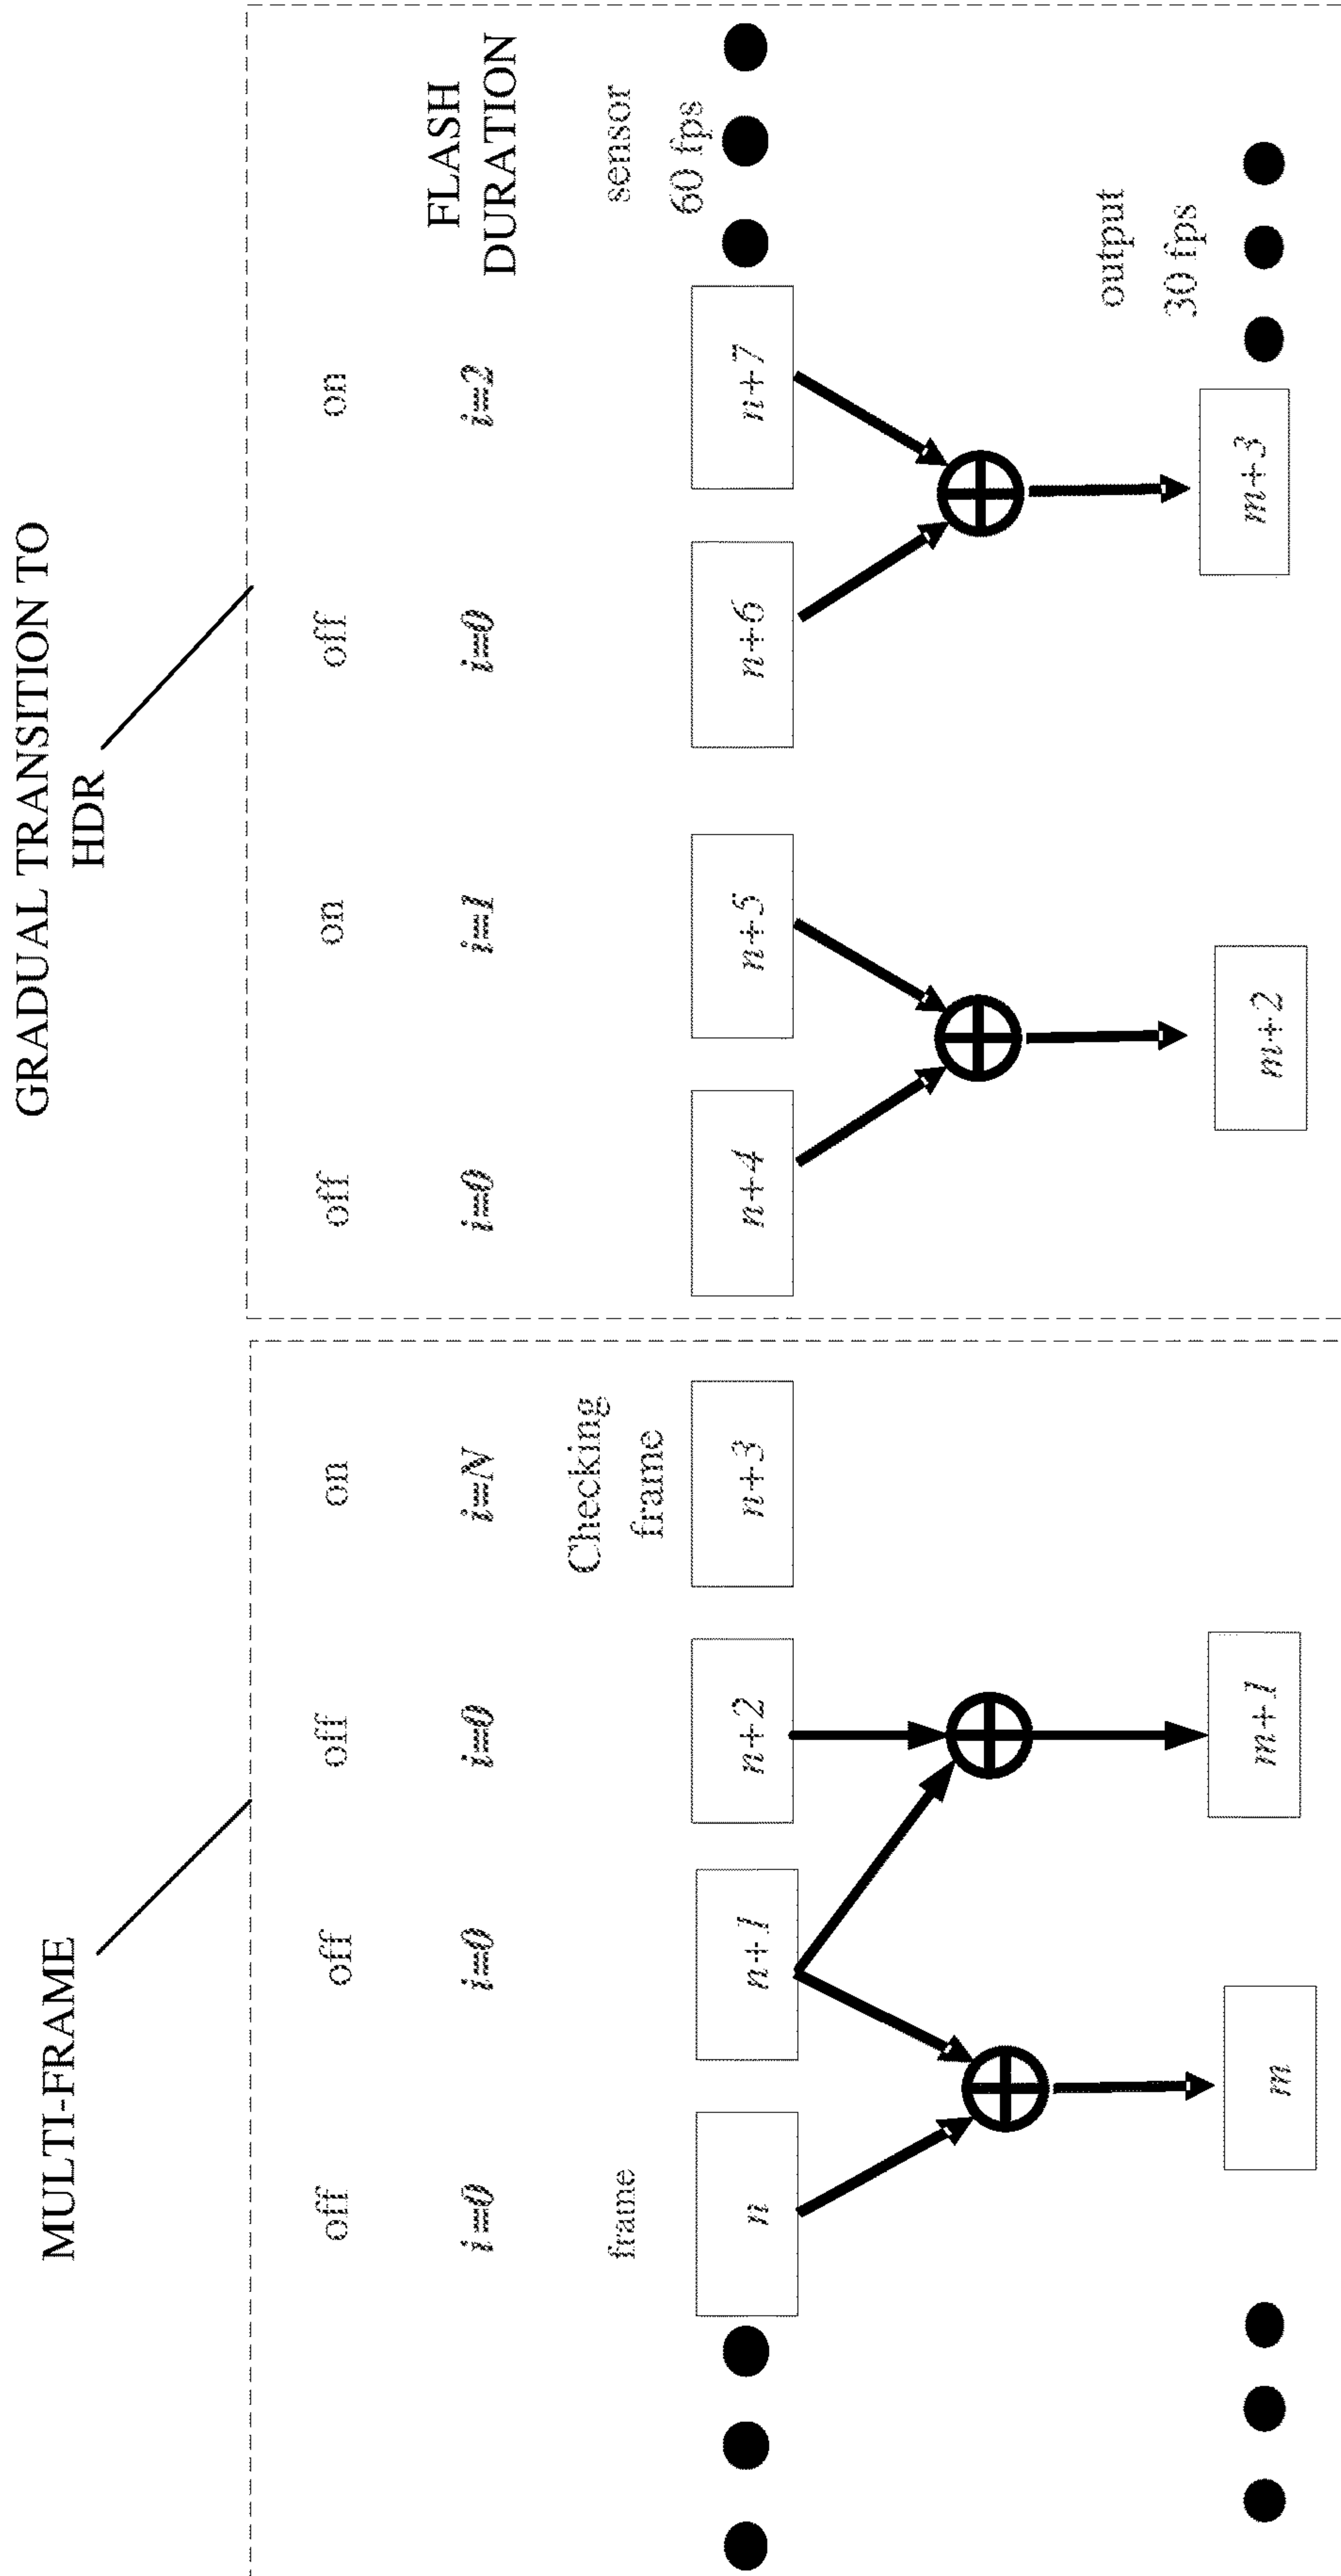 MULTI-FRAME
GRADUAL TRANSITION TO
HDR
off
off
off
on
off
on
off
on
i=0
i=0
i=0
i=N
i=0
i=1
i=0
i=2
FLASH
DURATION
frame
Checking
frame
sensor
60 fps
n
n+1
n+2
n+3
n+4
n+5
n+6
n+7
output
30 fps
m
m+1
m+2
m+3